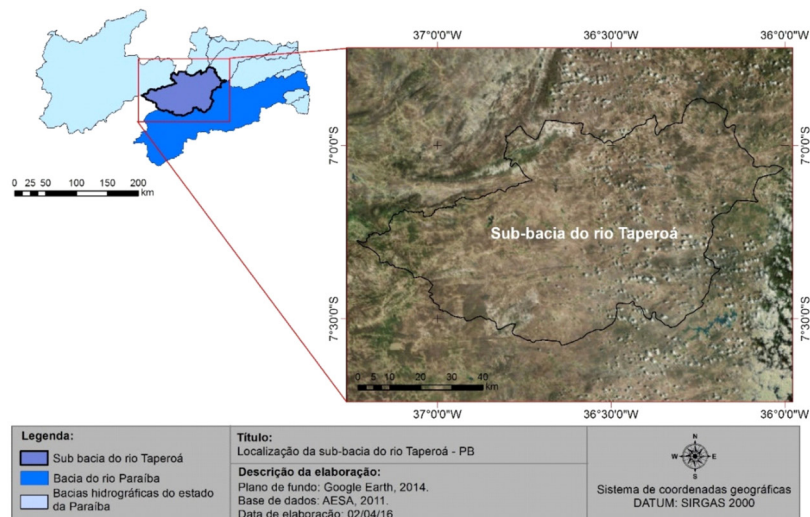 37°0'0"W 36°30'0"W 36°0'0"W
7°0'0"S 7°0'0"S
Sub-bacia do rio Taperoá
7°30'0"S 7°30'0"S
0 25 50 100 150 200
km
0 5 10 20 30 40
km
37°0'0"W 36°30'0"W 36°0'0"W
Legenda:
Sub bacia do rio Taperoá
Bacia do rio Paraíba
Bacias hidrográficas do estado
da Paraíba
Título:
Localização da sub-bacia do rio Taperoá - PB
Descrição da elaboração:
Plano de fundo: Google Earth, 2014.
Base de dados: AESA, 2011.
Data de elaboração: 02/04/16
N
W E
S
Sistema de coordenadas geográficas
DATUM: SIRGAS 2000